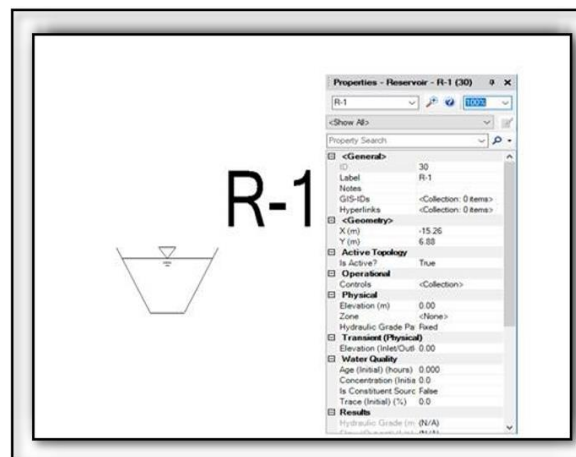 R-1
Properties - Reservoir - R-1 (30)
R-1
100%
<Show All>
Property Search
<General>
ID 30
Label R-1
Notes
GIS-IDs <Collection: 0 items>
Hyperlinks <Collection: 0 items>
<Geometry>
X (m) -15.26
Y (m) 6.88
Active Topology
Is Active? True
Operational
Controls <Collection>
Physical
Elevation (m) 0.00
Zone <None>
Hydraulic Grade Pa Fixed
Transient (Physical)
Elevation (Inlet/Outl 0.00
Water Quality
Age (Initial) (hours) 0.000
Concentration (Initia 0.0
Is Constituent Sourc False
Trace (Initial) (%) 0.0
Results
Hydraulic Grade (m (N/A)